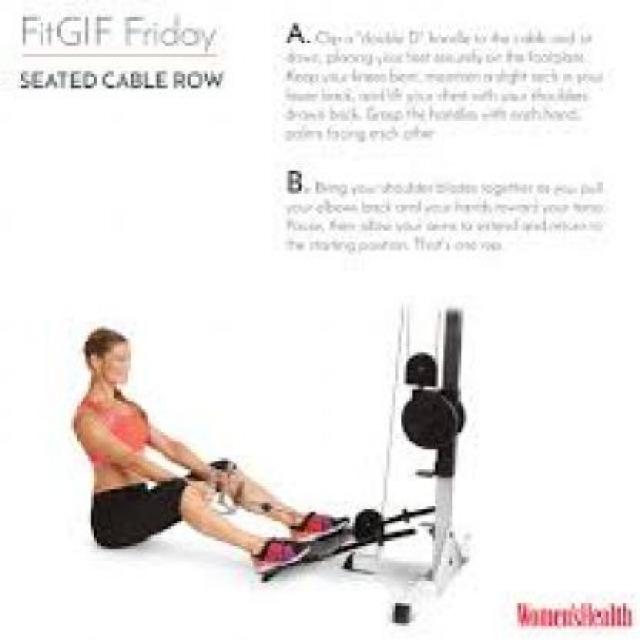 FitGIF Friday
SEATED CABLE ROW
A. Clip a "double D" handle to the cable and sit
down, placing your feet securely on the footplate.
Keep your knees bent, maintain a slight arch in your
lower back, and lift your chest with your shoulders
drawn back. Grasp the handles with each hand,
palms facing each other
B. Bring your shoulder blades together as you pull
your elbows back and your hands toward your torso.
Pause, then allow your arms to extend and return to
the starting position. That's one rep.
Women'sHealth